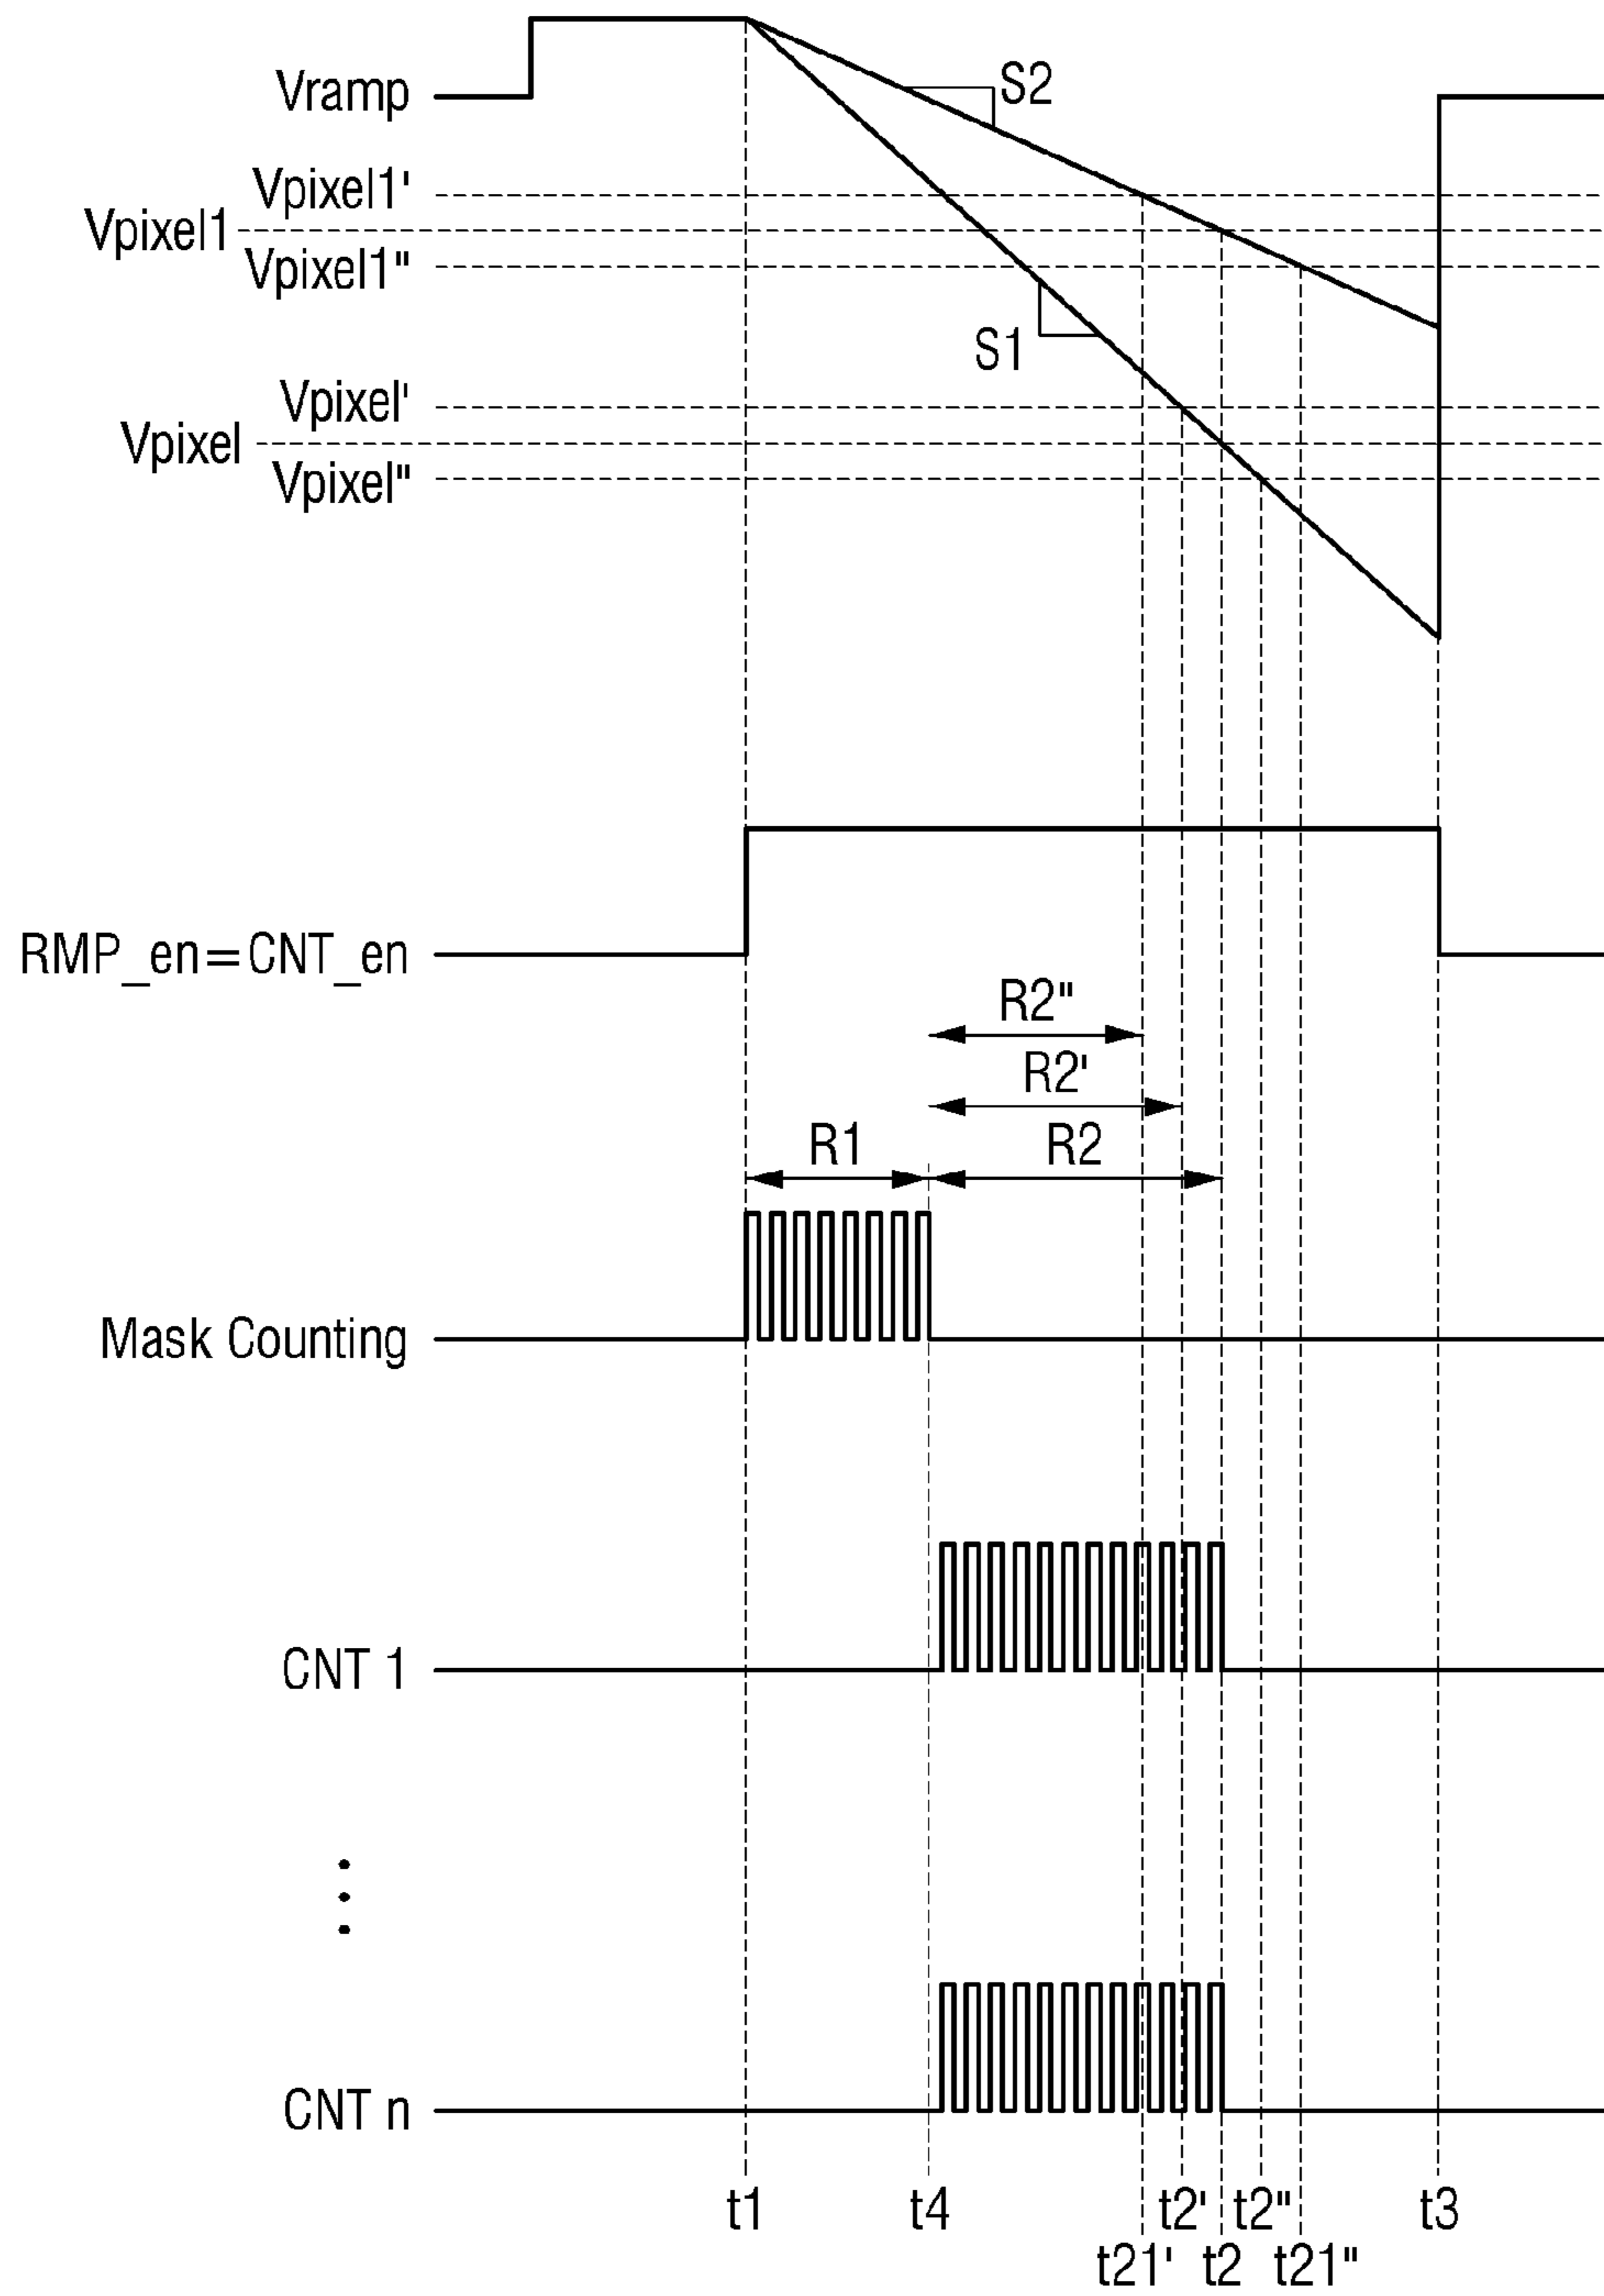 Vramp
S2
Vpixel1'
Vpixel1
Vpixel1"
S1
Vpixel'
Vpixel
Vpixel"
RMP_en=CNT_en
R2"
R2'
R1
R2
Mask Counting
CNT 1
CNT n
t1
t4
t2'
t2"
t3
t21'
t2
t21"